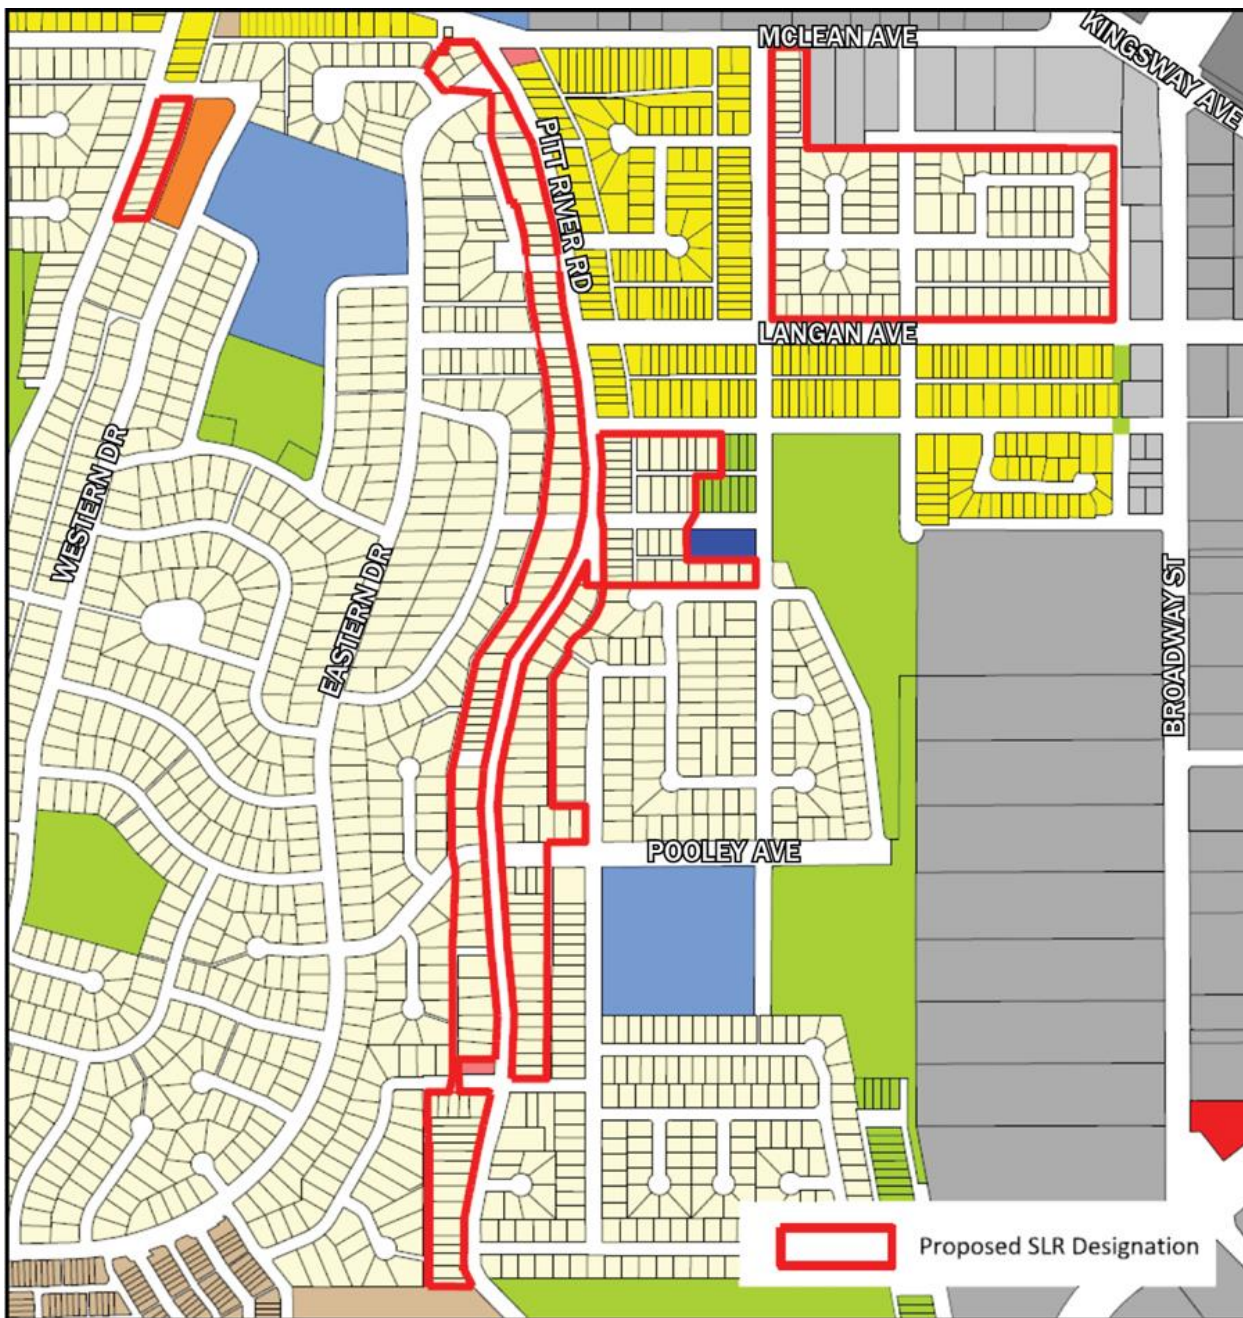 MCLEAN AVE
KINGSWAY AVE
PITT RIVER RD
LANGAN AVE
WESTERN DR
EASTERN DR
BROADWAY ST
POOLEY AVE
Proposed SLR Designation